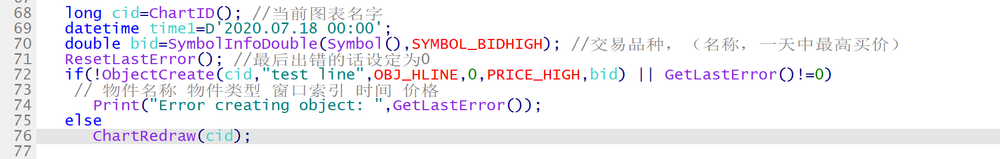 68 long cid=ChartID(); //当前图表名字
69 datetime time1=D'2020.07.18 00:00';
70 double bid=SymbolInfoDouble(Symbol(),SYMBOL_BIDHIGH); //交易品种，（名称，一天中最高买价）
71 ResetLastError(); //最后出错的话设定为0
72 if(!ObjectCreate(cid,"test line",OBJ_HLINE,0,PRICE_HIGH,bid) || GetLastError()!=0)
73 // 物件名称 物件类型 窗口索引 时间 价格
74 Print("Error creating object: ",GetLastError());
75 else
76 ChartRedraw(cid);
77